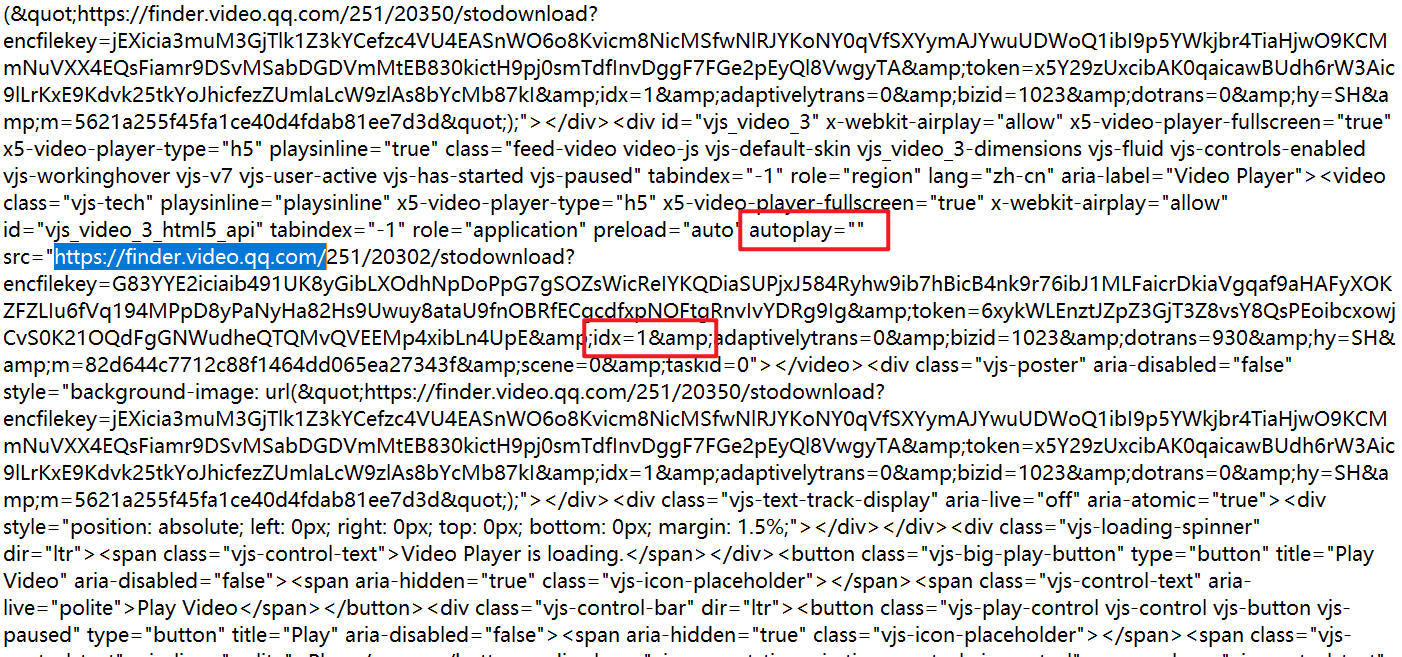 (&quot;https://finder.video.qq.com/251/20350/stodownload?
encfilekey=jEXicia3muM3GjTlk1Z3kYCefzc4VU4EASnWO6o8Kvicm8NicMSfwNlRJYKoNY0qVfSXYymAJYwuUDWoQ1ibI9p5YWkjbr4TiaHjwO9KCM
mNuVXX4EQsFiamr9DSvMSabDGDVmMtEB830kictH9pj0smTdfInvDggF7FGe2pEyQl8VwgyTA&amp;token=x5Y29zUxcibAK0qaicawBUdh6rW3Aic
9lLrKxE9Kdvk25tkYoJhicfezZUmlaLcW9zlAs8bYcMb87kI&amp;idx=1&amp;adaptivelytrans=0&amp;bizid=1023&amp;dotrans=0&amp;hy=SH&a
mp;m=5621a255f45fa1ce40d4fdab81ee7d3d&quot;);"></div><div id="vjs_video_3" x-webkit-airplay="allow" x5-video-player-fullscreen="true"
x5-video-player-type="h5" playsinline="true" class="feed-video video-js vjs-default-skin vjs_video_3-dimensions vjs-fluid vjs-controls-enabled
vjs-workinghover vjs-v7 vjs-user-active vjs-has-started vjs-paused" tabindex="-1" role="region" lang="zh-cn" aria-label="Video Player"><video
class="vjs-tech" playsinline="playsinline" x5-video-player-type="h5" x5-video-player-fullscreen="true" x-webkit-airplay="allow"
id="vjs_video_3_html5_api" tabindex="-1" role="application" preload="auto" autoplay=""
src="https://finder.video.qq.com/251/20302/stodownload?
encfilekey=G83YYE2iciaib491UK8yGibLXOdhNpDoPpG7gSOZsWicReIYKQDiaSUPjxJ584Ryhw9ib7hBicB4nk9r76ibJ1MLFaicrDkiaVgqaf9aHAFyXOK
ZFZLIu6fVq194MPpD8yPaNyHa82Hs9Uwuy8ataU9fnOBRfECgcdfxpNOFtgRnvIvYDRg9Ig&amp;token=6xykWLEnztJZpZ3GjT3Z8vsY8QsPEoibcxowj
CvS0K21OQdFgGNWudheQTQMvQVEEMp4xibLn4UpE&amp;idx=1&amp;adaptivelytrans=0&amp;bizid=1023&amp;dotrans=930&amp;hy=SH&
amp;m=82d644c7712c88f1464dd065ea27343f&amp;scene=0&amp;taskid=0"></video><div class="vjs-poster" aria-disabled="false"
style="background-image: url(&quot;https://finder.video.qq.com/251/20350/stodownload?
encfilekey=jEXicia3muM3GjTlk1Z3kYCefzc4VU4EASnWO6o8Kvicm8NicMSfwNlRJYKoNY0qVfSXYymAJYwuUDWoQ1ibI9p5YWkjbr4TiaHjwO9KCM
mNuVXX4EQsFiamr9DSvMSabDGDVmMtEB830kictH9pj0smTdfInvDggF7FGe2pEyQl8VwgyTA&amp;token=x5Y29zUxcibAK0qaicawBUdh6rW3Aic
9lLrKxE9Kdvk25tkYoJhicfezZUmlaLcW9zlAs8bYcMb87kI&amp;idx=1&amp;adaptivelytrans=0&amp;bizid=1023&amp;dotrans=0&amp;hy=SH&a
mp;m=5621a255f45fa1ce40d4fdab81ee7d3d&quot;);"></div><div class="vjs-text-track-display" aria-live="off" aria-atomic="true"><div
style="position: absolute; left: 0px; right: 0px; top: 0px; bottom: 0px; margin: 1.5%;"></div></div><div class="vjs-loading-spinner"
dir="ltr"><span class="vjs-control-text">Video Player is loading.</span></div><button class="vjs-big-play-button" type="button" title="Play
Video" aria-disabled="false"><span aria-hidden="true" class="vjs-icon-placeholder"></span><span class="vjs-control-text" aria-
live="polite">Play Video</span></button><div class="vjs-control-bar" dir="ltr"><button class="vjs-play-control vjs-control vjs-button vjs-
paused" type="button" title="Play" aria-disabled="false"><span aria-hidden="true" class="vjs-icon-placeholder"></span><span class="vjs-